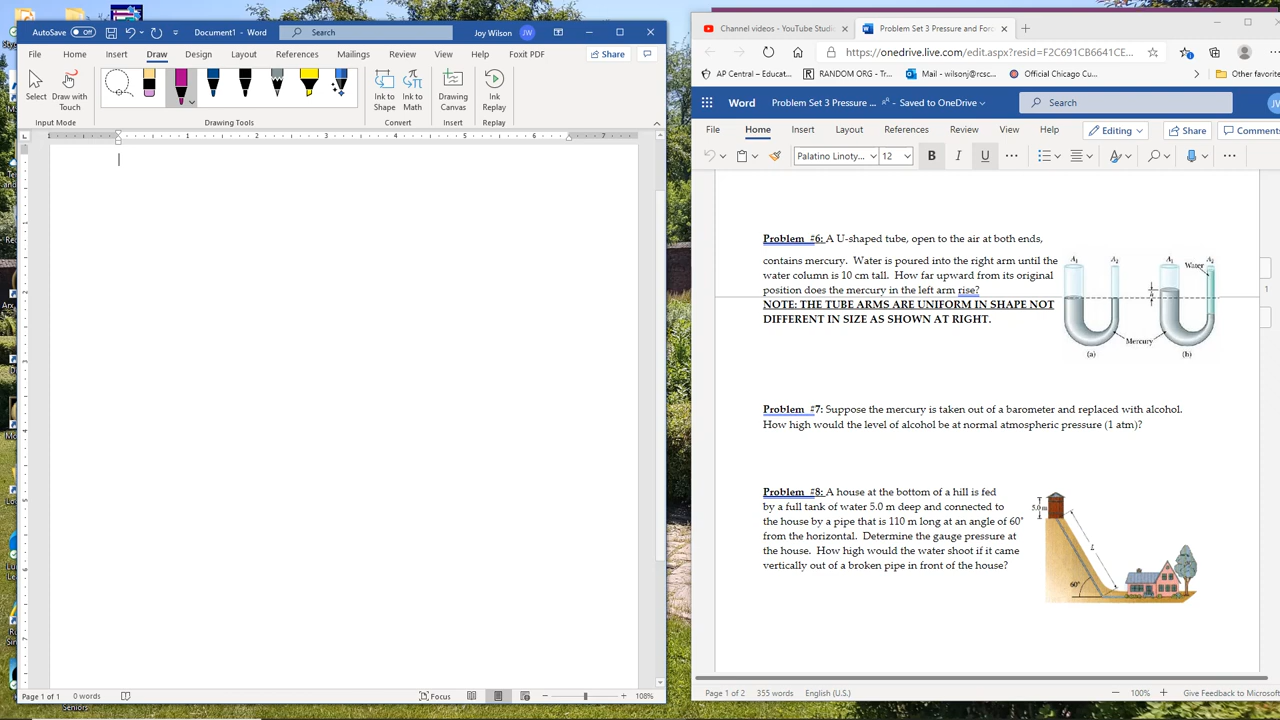 AutoSave Off Document1 - Word Search Joy Wilson JW
File Home Insert Draw Design Layout References Mailings Review View Help Foxit PDF Share
Select Draw with Touch Ink to Shape Ink to Math Drawing Canvas Ink Replay
Input Mode Drawing Tools Convert Insert Replay
Page 1 of 1 0 words Focus 108%
Channel videos - YouTube Studio Problem Set 3 Pressure and Forc
https://onedrive.live.com/edit.aspx?resid=F2C691CB6641CE...
AP Central – Educat... RANDOM ORG - Tr... Mail - wilsonj@rcsc... Official Chicago Cu... Other favorites
Word Problem Set 3 Pressure ... - Saved to OneDrive Search
File Home Insert Layout References Review View Help Editing Share Comments
Palatino Linoty... 12 B I U
Problem #6: A U-shaped tube, open to the air at both ends,
contains mercury. Water is poured into the right arm until the
water column is 10 cm tall. How far upward from its original
position does the mercury in the left arm rise?
NOTE: THE TUBE ARMS ARE UNIFORM IN SHAPE NOT
DIFFERENT IN SIZE AS SHOWN AT RIGHT.
A1 A2 A1 Water A2
Mercury
(a) (b)
Problem #7: Suppose the mercury is taken out of a barometer and replaced with alcohol.
How high would the level of alcohol be at normal atmospheric pressure (1 atm)?
Problem #8: A house at the bottom of a hill is fed
by a full tank of water 5.0 m deep and connected to
the house by a pipe that is 110 m long at an angle of 60°
from the horizontal. Determine the gauge pressure at
the house. How high would the water shoot if it came
vertically out of a broken pipe in front of the house?
5.0 m
60°
Page 1 of 2 355 words English (U.S.) 100% Give Feedback to Microsoft
Seniors